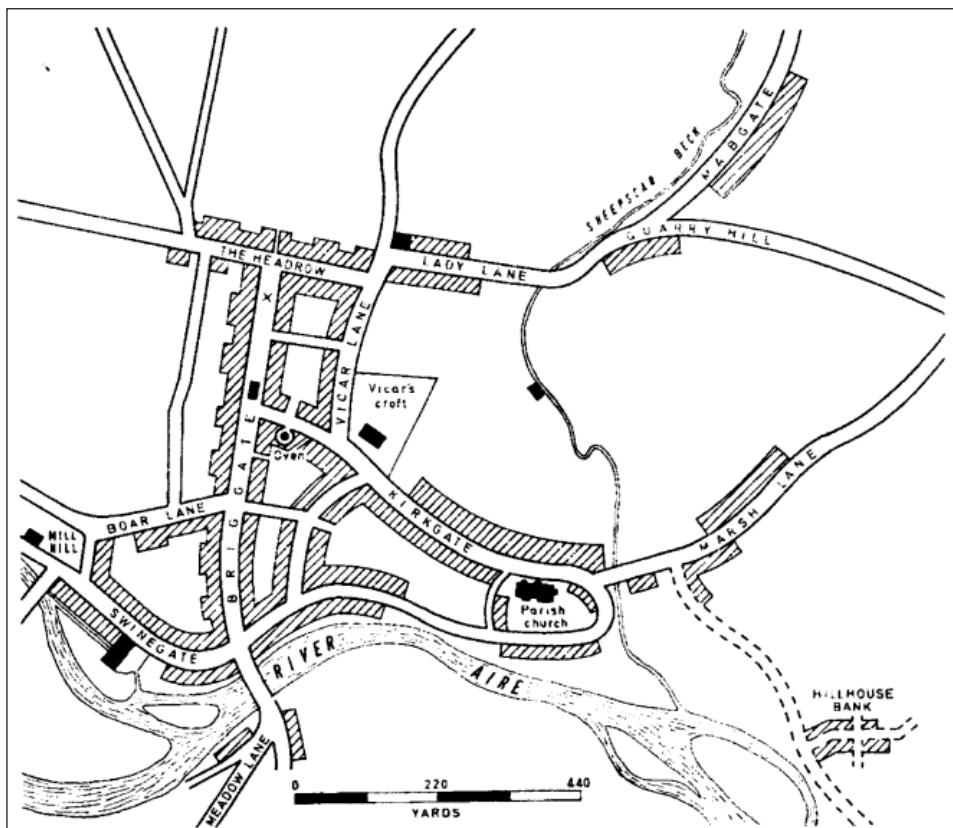 MABGATE
SHEEPSCAR BECK
QUARRY HILL
THE HEADROW
LADY LANE
X
VICAR LANE
Vicar's
croft
BRIGGATE
Oven
KIRKGATE
MARSH LANE
BOAR LANE
MILL
HILL
Parish
church
SWINEGATE
RIVER AIRE
HILLHOUSE
BANK
MEADOW LANE
0 220 440
YARDS